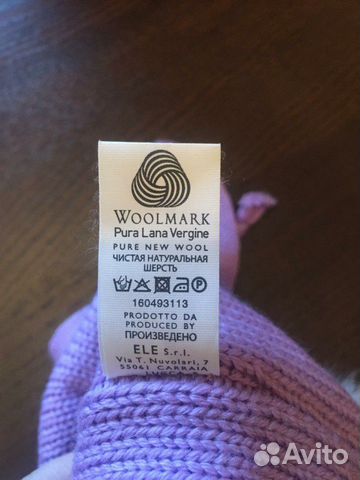 WOOLMARK
Pura Lana Vergine
PURE NEW WOOL
ЧИСТАЯ НАТУРАЛЬНАЯ
ШЕРСТЬ
160493113
PRODOTTO DA
PRODUCED BY
ПРОИЗВЕДЕНО
ELE S.r.l.
Via T. Nuvolari, 7
55061 CARRAIA
LUCCA
Avito